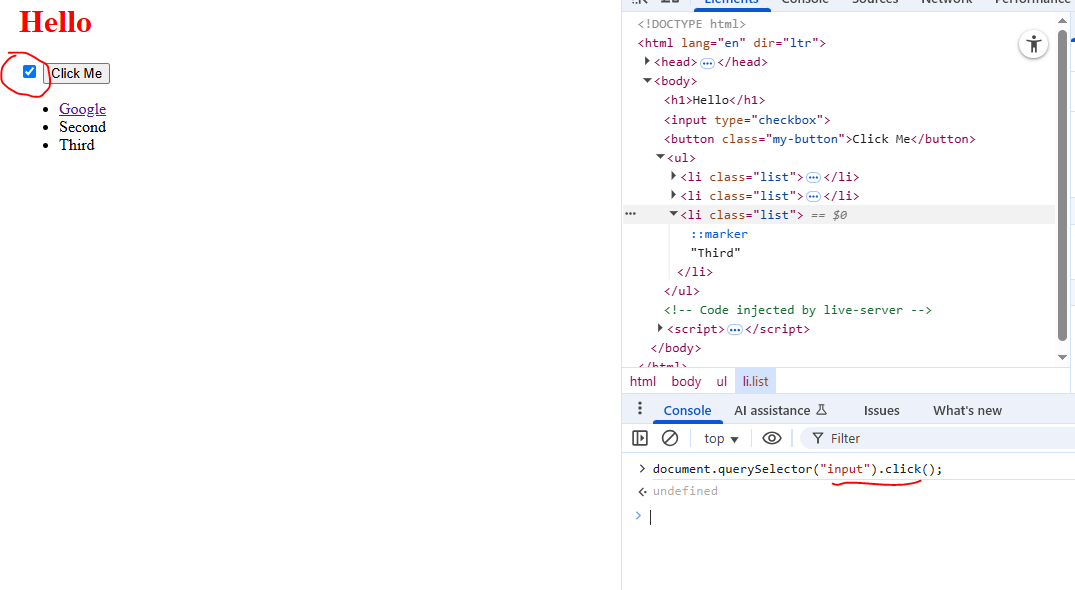 Hello
Click Me
Google
Second
Third
Elements Console Sources Network Performance
<!DOCTYPE html>
<html lang="en" dir="ltr">
<head> ⋯ </head>
<body>
<h1>Hello</h1>
<input type="checkbox">
<button class="my-button">Click Me</button>
<ul>
<li class="list"> ⋯ </li>
<li class="list"> ⋯ </li>
<li class="list"> == $0
::marker
"Third"
</li>
</ul>
<!-- Code injected by live-server -->
<script> ⋯ </script>
</body>
</html>
html body ul li.list
Console AI assistance Issues What's new
top Filter
document.querySelector("input").click();
undefined